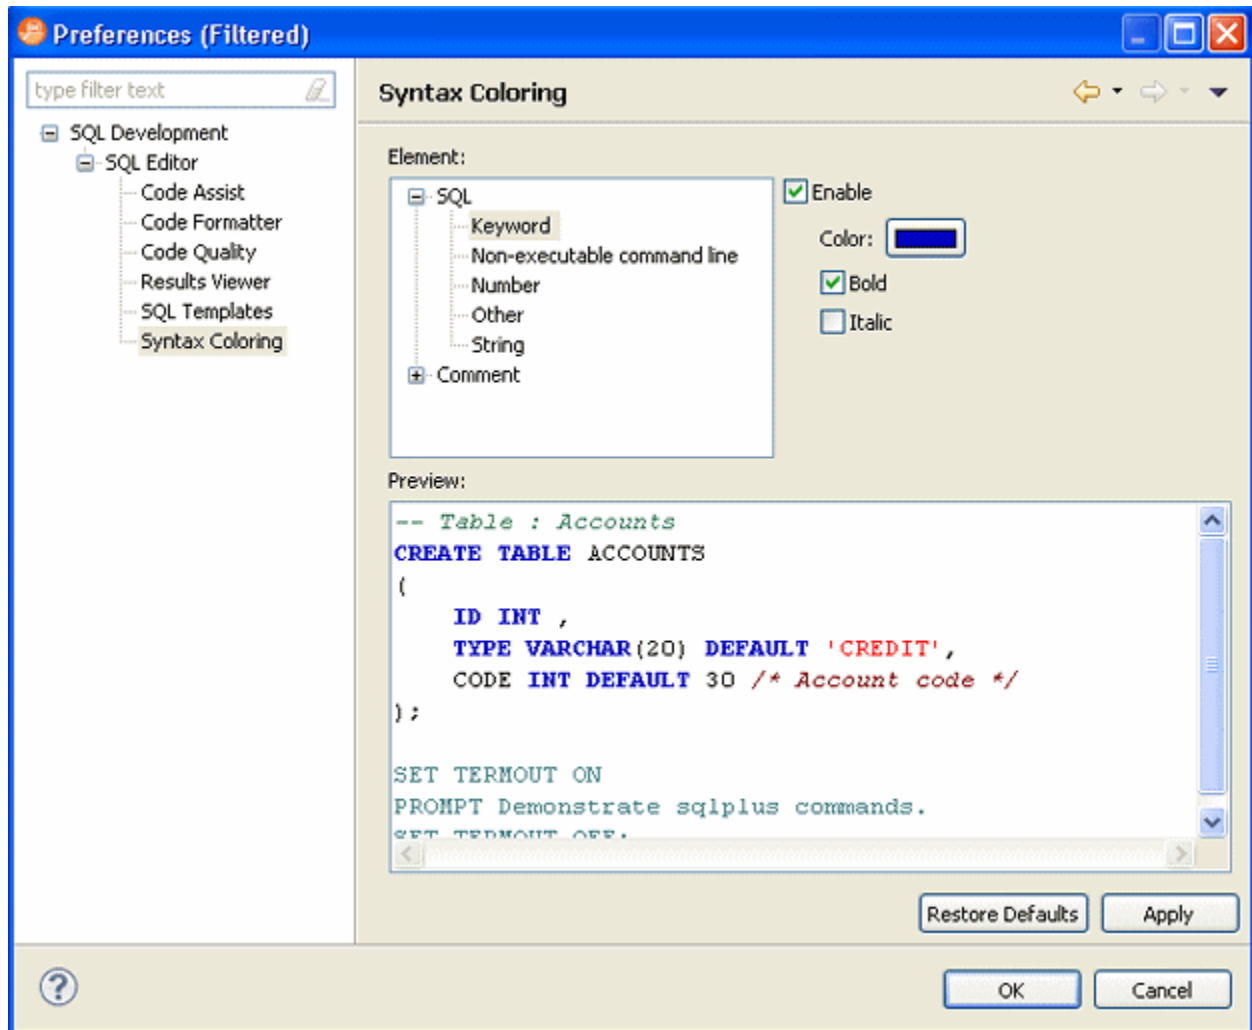 Preferences (Filtered)
type filter text
SQL Development
SQL Editor
Code Assist
Code Formatter
Code Quality
Results Viewer
SQL Templates
Syntax Coloring
Syntax Coloring
Element:
SQL
Keyword
Non-executable command line
Number
Other
String
Comment
Enable
Color:
Bold
Italic
Preview:
-- Table : Accounts
CREATE TABLE ACCOUNTS
(
ID INT ,
TYPE VARCHAR(20) DEFAULT 'CREDIT',
CODE INT DEFAULT 30 /* Account code */
);
SET TERMOUT ON
PROMPT Demonstrate sqlplus commands.
SET TERMOUT OFF;
Restore Defaults
Apply
?
OK
Cancel